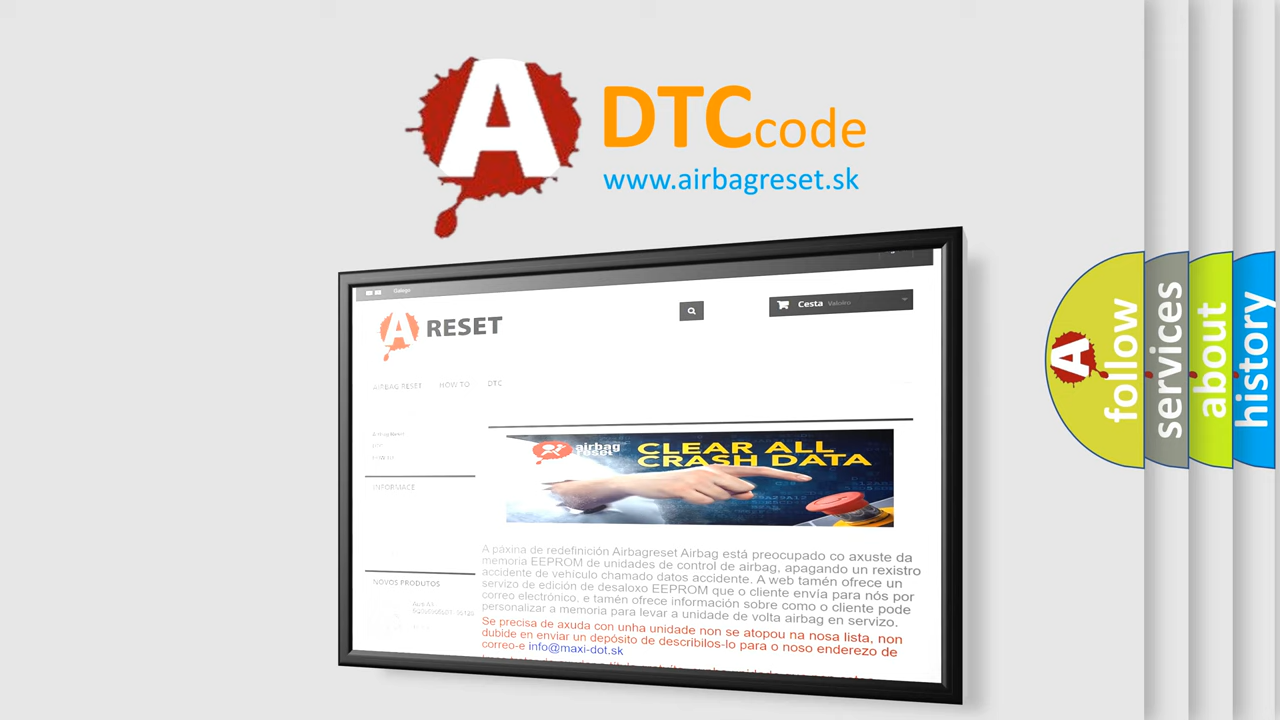 A
DTCcode
www.airbagreset.sk
Galego
A RESET
Cesta Valoiro
AIRBAG RESET HOW TO DTC
INFORMACE
NOVOS PRODUTOS
airbag
reset
CLEAR ALL
CRASH DATA
A páxina de redefinición Airbagreset Airbag está preocupado co axuste da
memoria EEPROM de unidades de control de airbag, apagando un rexistro
accidente de vehículo chamado datos accidente. A web tamén ofrece un
servizo de edición de desaloxo EEPROM que o cliente envía para nós por
correo electrónico, e tamén ofrece información sobre como o cliente pode
personalizar a memoria para levar a unidade de volta airbag en servizo.
Se precisa de axuda con unha unidade non se atopou na nosa lista, non
dubide en enviar un depósito de describilos-lo para o noso enderezo de
correo-e info@maxi-dot.sk
A
follow
services
about
history